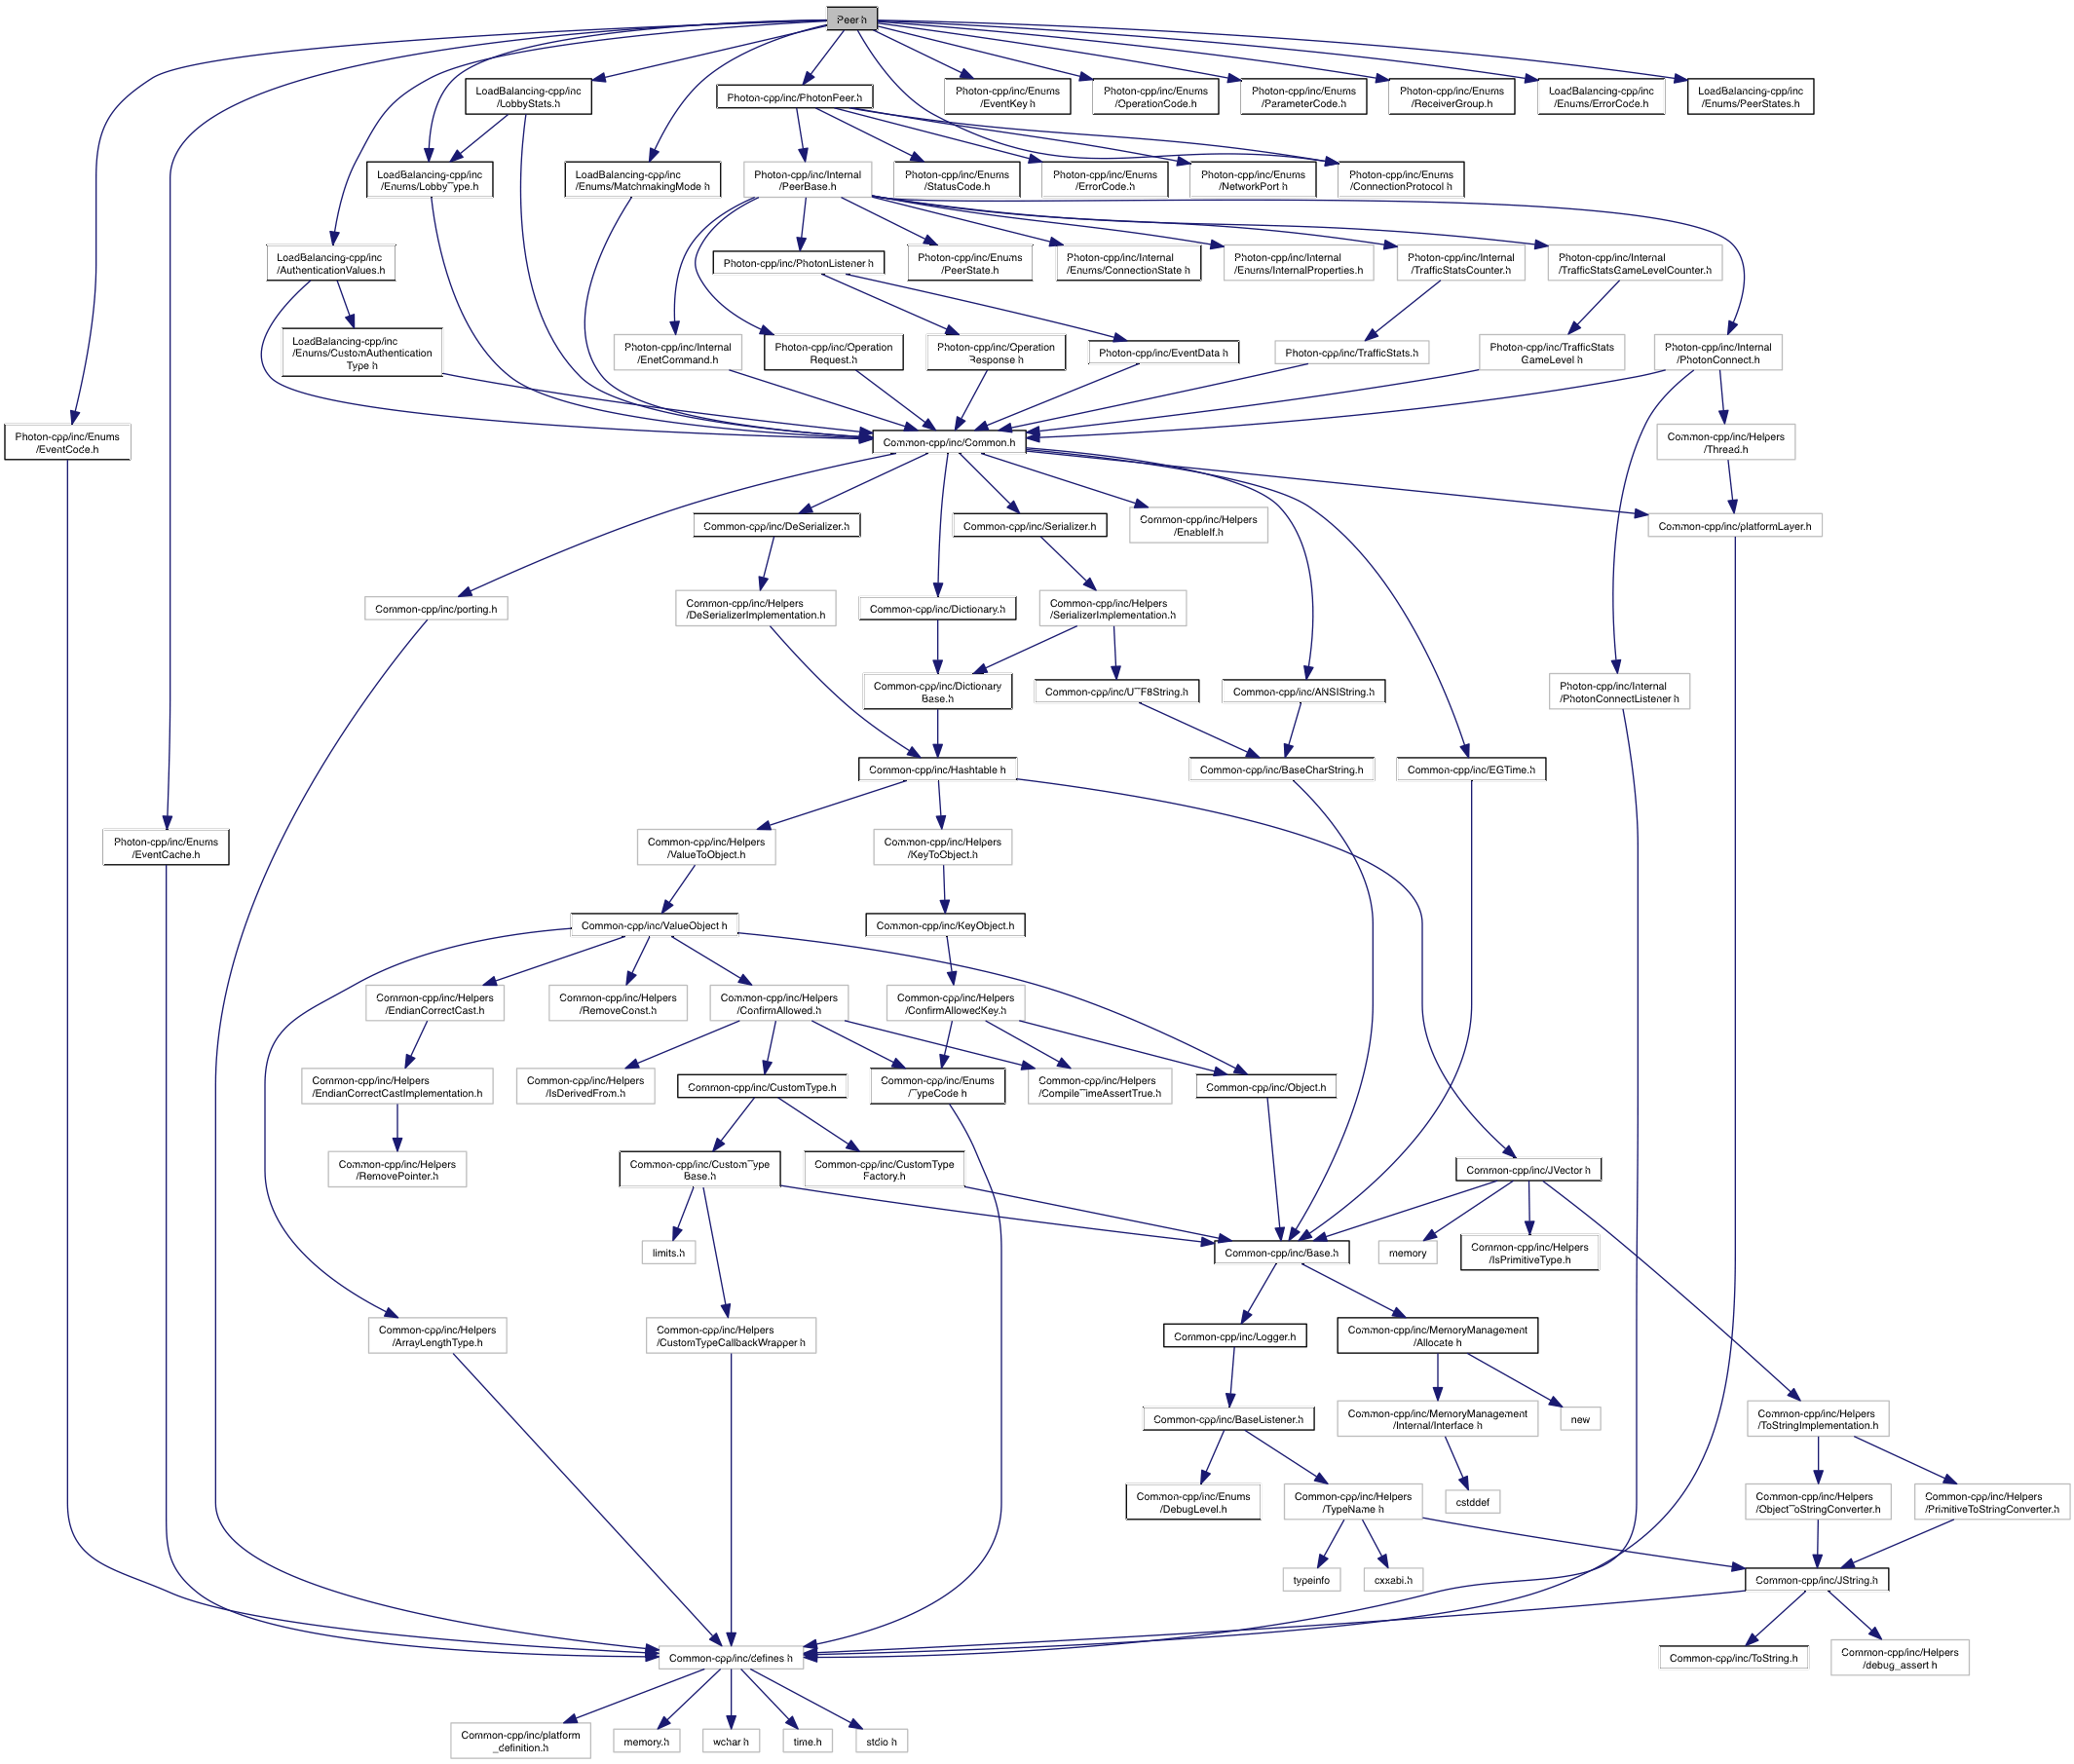 Peer.h
LoadBalancing-cpp/inc
/LobbyStats.h
Photon-cpp/inc/PhotonPeer.h
Photon-cpp/inc/Enums
/EventKey.h
Photon-cpp/inc/Enums
/OperationCode.h
Photon-cpp/inc/Enums
/ParameterCode.h
Photon-cpp/inc/Enums
/ReceiverGroup.h
LoadBalancing-cpp/inc
/Enums/ErrorCode.h
LoadBalancing-cpp/inc
/Enums/PeerStates.h
LoadBalancing-cpp/inc
/Enums/LobbyType.h
LoadBalancing-cpp/inc
/Enums/MatchmakingMode.h
Photon-cpp/inc/Internal
/PeerBase.h
Photon-cpp/inc/Enums
/StatusCode.h
Photon-cpp/inc/Enums
/ErrorCode.h
Photon-cpp/inc/Enums
/NetworkPort.h
Photon-cpp/inc/Enums
/ConnectionProtocol.h
LoadBalancing-cpp/inc
/AuthenticationValues.h
Photon-cpp/inc/PhotonListener.h
Photon-cpp/inc/Enums
/PeerState.h
Photon-cpp/inc/Internal
/Enums/ConnectionState.h
Photon-cpp/inc/Internal
/Enums/InternalProperties.h
Photon-cpp/inc/Internal
/TrafficStatsCounter.h
Photon-cpp/inc/Internal
/TrafficStatsGameLevelCounter.h
LoadBalancing-cpp/inc
/Enums/CustomAuthentication
Type.h
Photon-cpp/inc/Internal
/EnetCommand.h
Photon-cpp/inc/Operation
Request.h
Photon-cpp/inc/Operation
Response.h
Photon-cpp/inc/EventData.h
Photon-cpp/inc/TrafficStats.h
Photon-cpp/inc/TrafficStats
GameLevel.h
Photon-cpp/inc/Internal
/PhotonConnect.h
Photon-cpp/inc/Enums
/EventCode.h
Common-cpp/inc/Common.h
Common-cpp/inc/Helpers
/Thread.h
Common-cpp/inc/DeSerializer.h
Common-cpp/inc/Serializer.h
Common-cpp/inc/Helpers
/EnableIf.h
Common-cpp/inc/platformLayer.h
Common-cpp/inc/porting.h
Common-cpp/inc/Helpers
/DeSerializerImplementation.h
Common-cpp/inc/Dictionary.h
Common-cpp/inc/Helpers
/SerializerImplementation.h
Common-cpp/inc/Dictionary
Base.h
Common-cpp/inc/UTF8String.h
Common-cpp/inc/ANSIString.h
Photon-cpp/inc/Internal
/PhotonConnectListener.h
Common-cpp/inc/Hashtable.h
Common-cpp/inc/BaseCharString.h
Common-cpp/inc/EGTime.h
Photon-cpp/inc/Enums
/EventCache.h
Common-cpp/inc/Helpers
/ValueToObject.h
Common-cpp/inc/Helpers
/KeyToObject.h
Common-cpp/inc/ValueObject.h
Common-cpp/inc/KeyObject.h
Common-cpp/inc/Helpers
/EndianCorrectCast.h
Common-cpp/inc/Helpers
/RemoveConst.h
Common-cpp/inc/Helpers
/ConfirmAllowed.h
Common-cpp/inc/Helpers
/ConfirmAllowedKey.h
Common-cpp/inc/Helpers
/EndianCorrectCastImplementation.h
Common-cpp/inc/Helpers
/IsDerivedFrom.h
Common-cpp/inc/CustomType.h
Common-cpp/inc/Enums
/TypeCode.h
Common-cpp/inc/Helpers
/CompileTimeAssertTrue.h
Common-cpp/inc/Object.h
Common-cpp/inc/Helpers
/RemovePointer.h
Common-cpp/inc/CustomType
Base.h
Common-cpp/inc/CustomType
Factory.h
Common-cpp/inc/JVector.h
limits.h
Common-cpp/inc/Base.h
memory
Common-cpp/inc/Helpers
/IsPrimitiveType.h
Common-cpp/inc/Helpers
/ArrayLengthType.h
Common-cpp/inc/Helpers
/CustomTypeCallbackWrapper.h
Common-cpp/inc/Logger.h
Common-cpp/inc/MemoryManagement
/Allocate.h
Common-cpp/inc/BaseListener.h
Common-cpp/inc/MemoryManagement
/Internal/Interface.h
new
Common-cpp/inc/Helpers
/ToStringImplementation.h
Common-cpp/inc/Enums
/DebugLevel.h
Common-cpp/inc/Helpers
/TypeName.h
cstddef
Common-cpp/inc/Helpers
/ObjectToStringConverter.h
Common-cpp/inc/Helpers
/PrimitiveToStringConverter.h
typeinfo
cxxabi.h
Common-cpp/inc/JString.h
Common-cpp/inc/defines.h
Common-cpp/inc/ToString.h
Common-cpp/inc/Helpers
/debug_assert.h
Common-cpp/inc/platform
_definition.h
memory.h
wchar.h
time.h
stdio.h